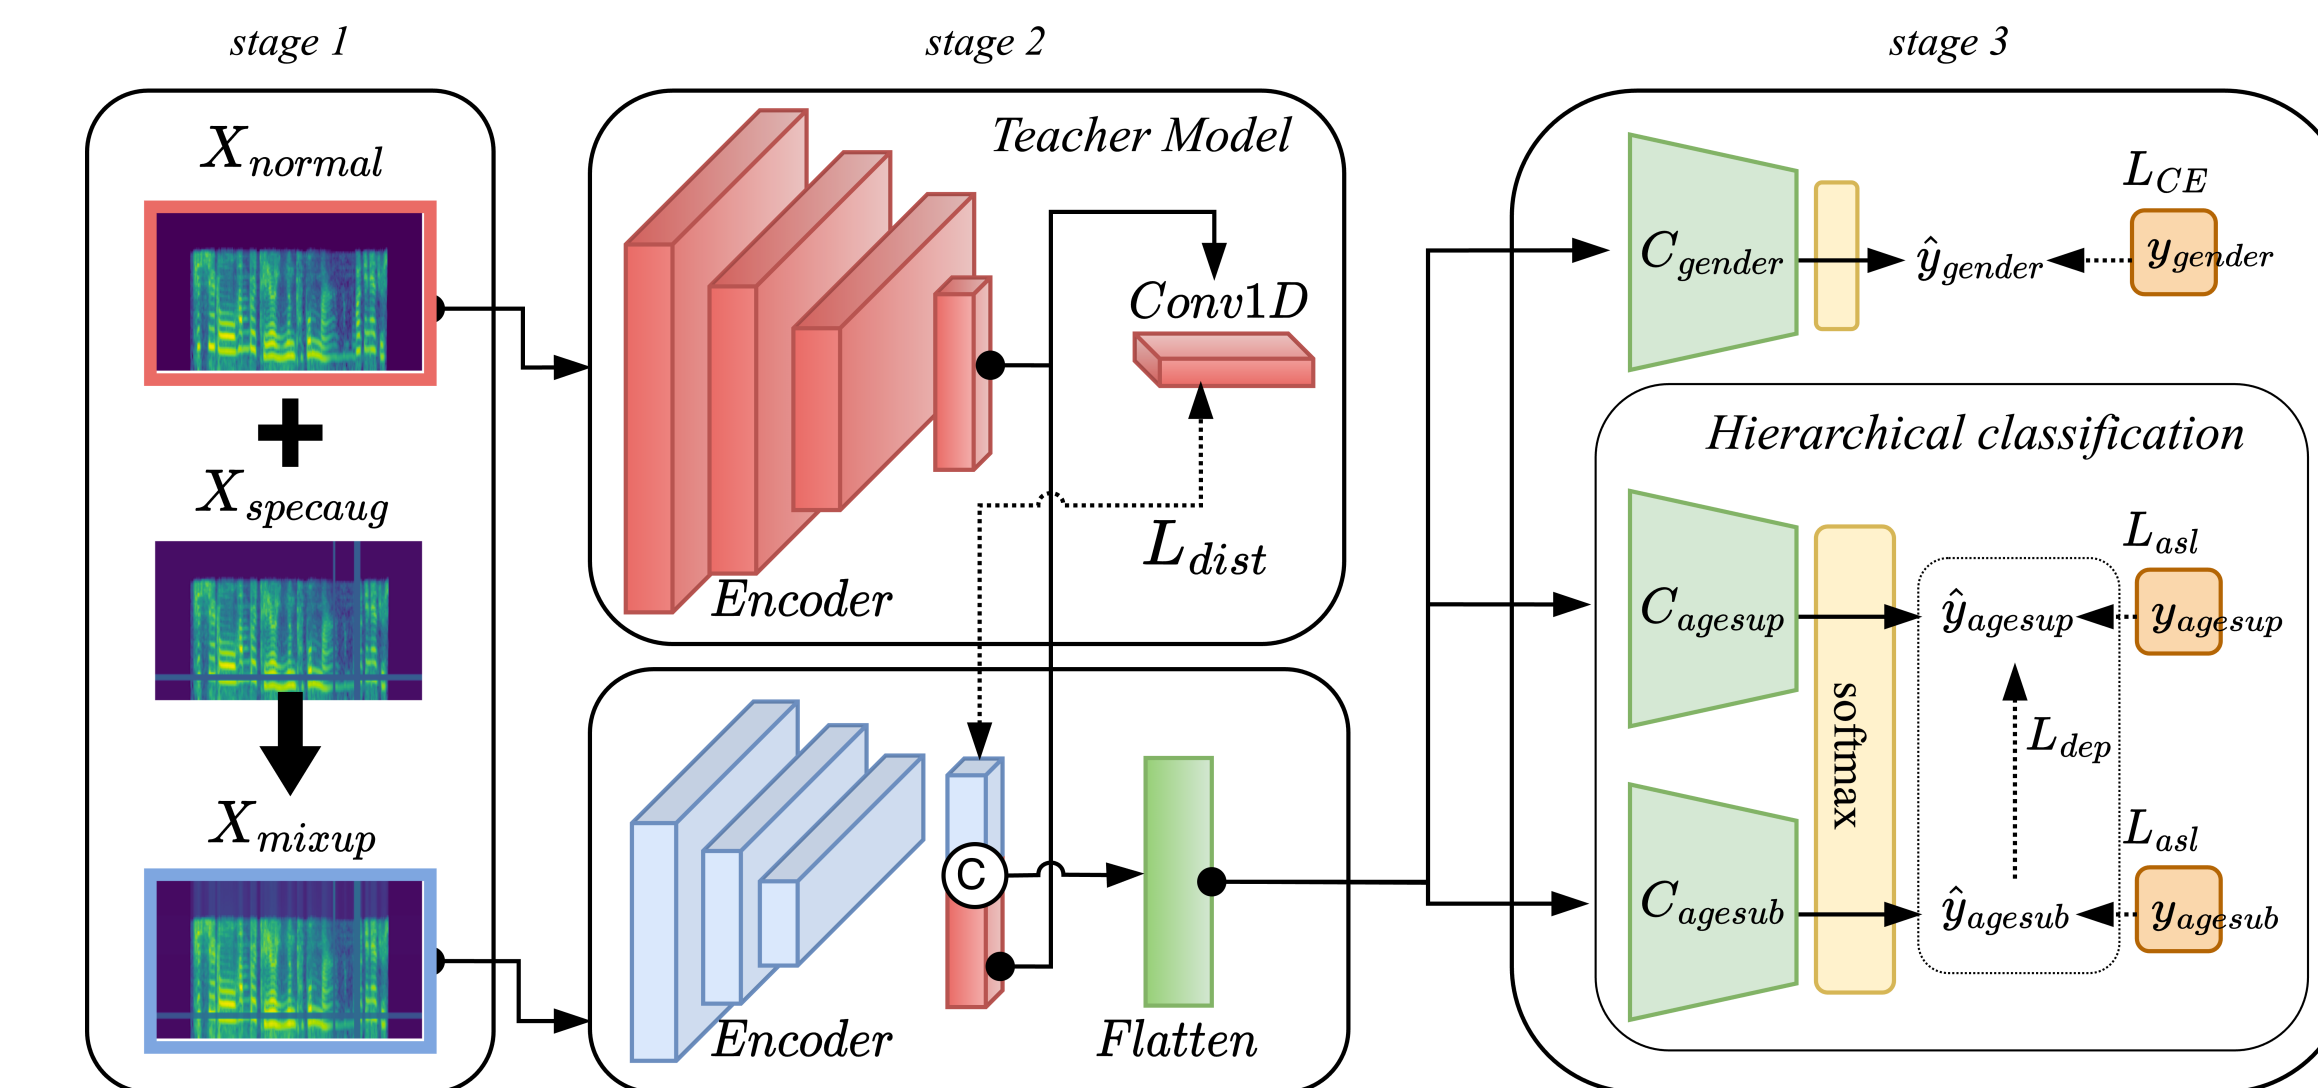 stage 1
stage 2
stage 3
X_normal
X_specaug
X_mixup
Teacher Model
Conv1D
L_dist
Encoder
C
Encoder
Flatten
C_gender
ŷ_gender
L_CE
y_gender
Hierarchical classification
C_agesup
softmax
ŷ_agesup
L_asl
y_agesup
L_dep
C_agesub
ŷ_agesub
L_asl
y_agesub